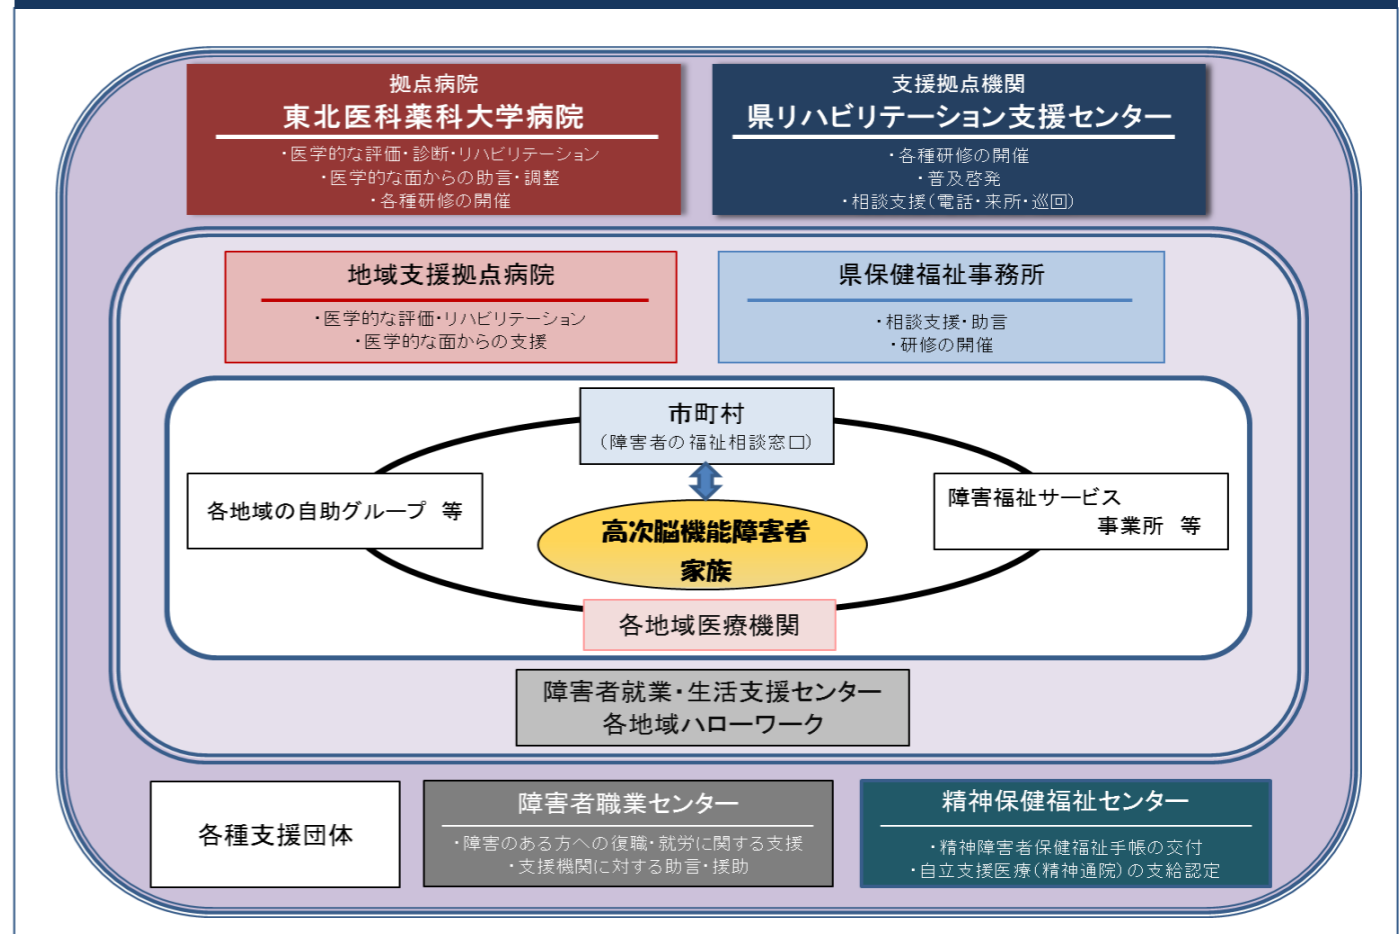 拠点病院
東北医科薬科大学病院
・医学的な評価・診断・リハビリテーション
・医学的な面からの助言・調整
・各種研修の開催
支援拠点機関
県リハビリテーション支援センター
・各種研修の開催
・普及啓発
・相談支援(電話・来所・巡回)
地域支援拠点病院
・医学的な評価・リハビリテーション
・医学的な面からの支援
県保健福祉事務所
・相談支援・助言
・研修の開催
市町村
(障害者の福祉相談窓口)
各地域の自助グループ 等
障害福祉サービス
事業所 等
高次脳機能障害者
家族
各地域医療機関
障害者就業・生活支援センター
各地域ハローワーク
各種支援団体
障害者職業センター
・障害のある方への復職・就労に関する支援
・支援機関に対する助言・援助
精神保健福祉センター
・精神障害者保健福祉手帳の交付
・自立支援医療(精神通院)の支給認定